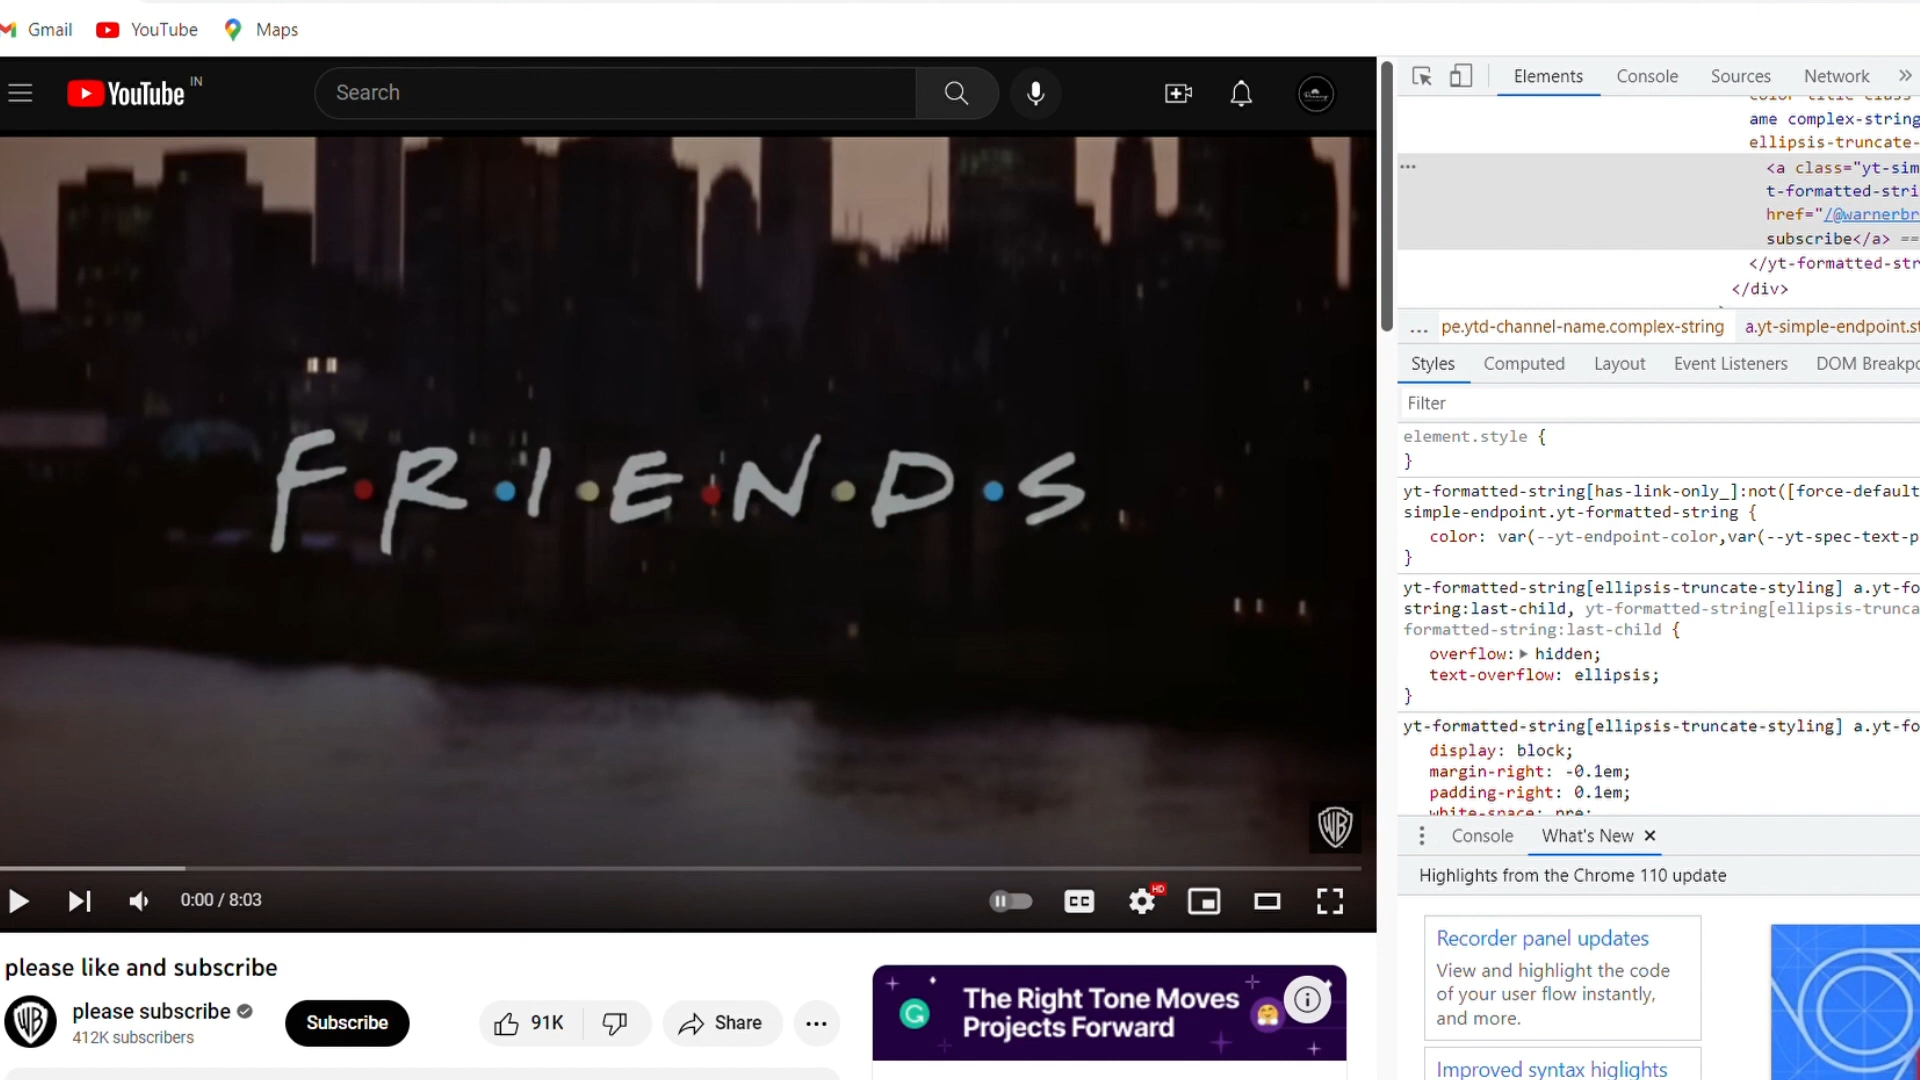 Gmail YouTube Maps
YouTube IN Search
F.R.I.E.N.D.S
WB
0:00 / 8:03 CC HD
please like and subscribe
please subscribe
412K subscribers
Subscribe 91K Share
The Right Tone Moves
Projects Forward
Elements Console Sources Network »
ame complex-string
ellipsis-truncate-
<a class="yt-sim
t-formatted-stri
href="/@warnerbr
subscribe</a> ==
</yt-formatted-str
</div>
... pe.ytd-channel-name.complex-string a.yt-simple-endpoint.st
Styles Computed Layout Event Listeners DOM Breakpo
Filter
element.style {
}
yt-formatted-string[has-link-only_]:not([force-default
simple-endpoint.yt-formatted-string {
color: var(--yt-endpoint-color,var(--yt-spec-text-p
}
yt-formatted-string[ellipsis-truncate-styling] a.yt-fo
string:last-child, yt-formatted-string[ellipsis-trunca
formatted-string:last-child {
overflow: hidden;
text-overflow: ellipsis;
}
yt-formatted-string[ellipsis-truncate-styling] a.yt-fo
display: block;
margin-right: -0.1em;
padding-right: 0.1em;
white-space: pre;
Console What's New ×
Highlights from the Chrome 110 update
Recorder panel updates
View and highlight the code
of your user flow instantly,
and more.
Improved syntax higlights